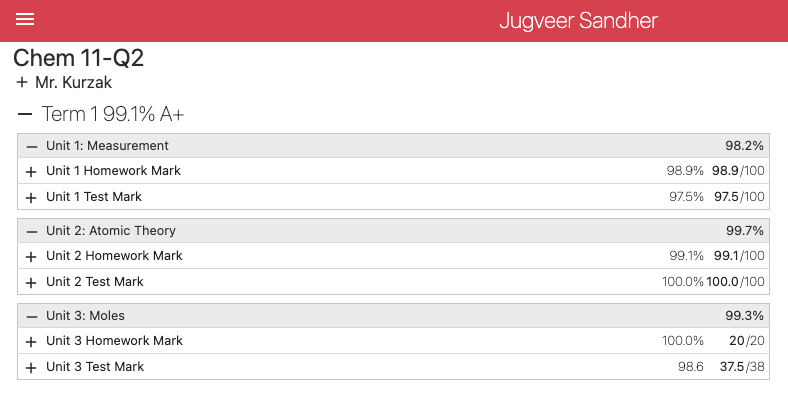 Jugveer Sandher
Chem 11-Q2
+ Mr. Kurzak
− Term 1 99.1% A+
− Unit 1: Measurement 98.2%
+ Unit 1 Homework Mark 98.9% 98.9/100
+ Unit 1 Test Mark 97.5% 97.5/100
− Unit 2: Atomic Theory 99.7%
+ Unit 2 Homework Mark 99.1% 99.1/100
+ Unit 2 Test Mark 100.0% 100.0/100
− Unit 3: Moles 99.3%
+ Unit 3 Homework Mark 100.0% 20/20
+ Unit 3 Test Mark 98.6 37.5/38